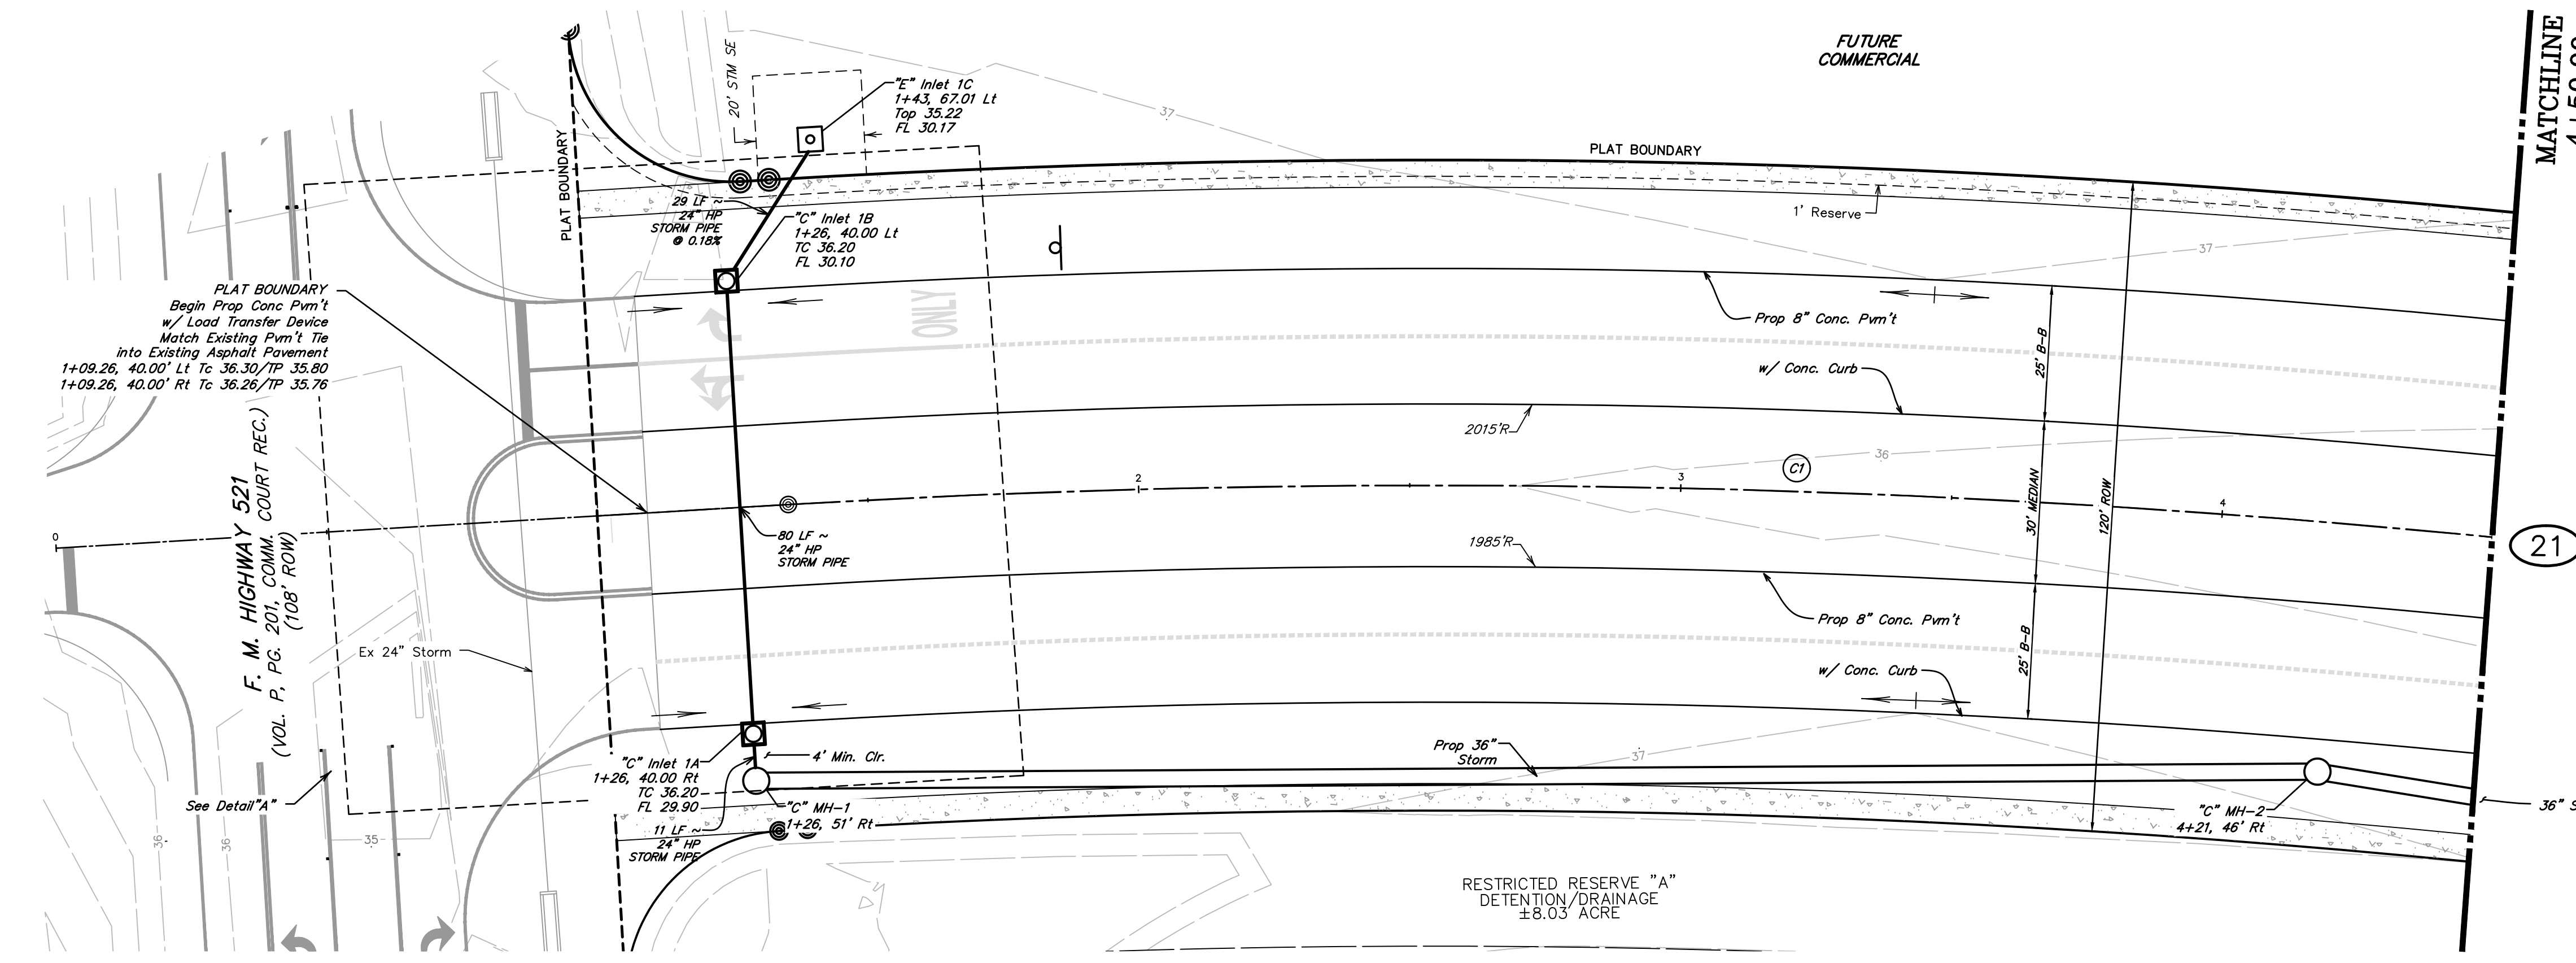 FUTURE
COMMERCIAL
MATCHLINE
20' STM SE
"E" Inlet 1C
1+43, 67.01 Lt
Top 35.22
FL 30.17
37
PLAT BOUNDARY
PLAT BOUNDARY
29 LF ~
24" HP
STORM PIPE
@ 0.18%
"C" Inlet 1B
1+26, 40.00 Lt
TC 36.20
FL 30.10
1' Reserve
37
PLAT BOUNDARY
Begin Prop Conc Pvm't
w/ Load Transfer Device
Match Existing Pvm't Tie
into Existing Asphalt Pavement
1+09.26, 40.00' Lt Tc 36.30/TP 35.80
1+09.26, 40.00' Rt Tc 36.26/TP 35.76
ONLY
Prop 8" Conc. Pvm't
w/ Conc. Curb
25' B-B
2015'R
36
C1
F. M. HIGHWAY 521
(VOL. P, PG. 201, COMM. COURT REC.)
(108' ROW)
0
2
3
4
30' MEDIAN
120' ROW
21
80 LF ~
24" HP
STORM PIPE
1985'R
Prop 8" Conc. Pvm't
25' B-B
Ex 24" Storm
w/ Conc. Curb
"C" Inlet 1A
1+26, 40.00 Rt
TC 36.20
FL 29.90
4' Min. Clr.
Prop 36"
Storm
37
See Detail "A"
11 LF ~
24" HP
STORM PIPE
"C" MH-1
1+26, 51' Rt
"C" MH-2
4+21, 46' Rt
36" S
36
36
35
RESTRICTED RESERVE "A"
DETENTION/DRAINAGE
±8.03 ACRE